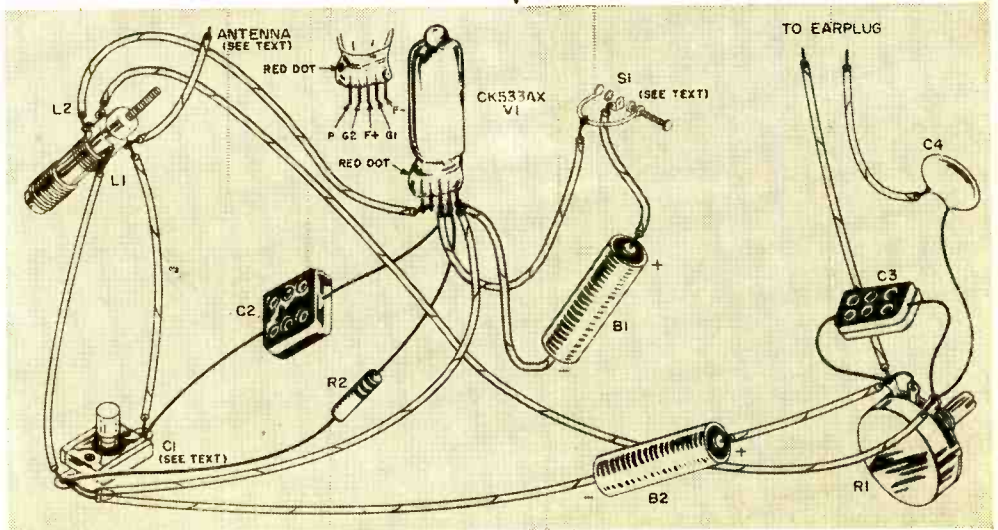 ANTENNA
(SEE TEXT)
RED DOT
L2
L1
P G2 F+ G1
F-
RED DOT
CK533AX
V1
S1
(SEE TEXT)
TO EARPLUG
C4
C3
C2
B1
+
-
R2
C1
(SEE TEXT)
B2
+
-
R1